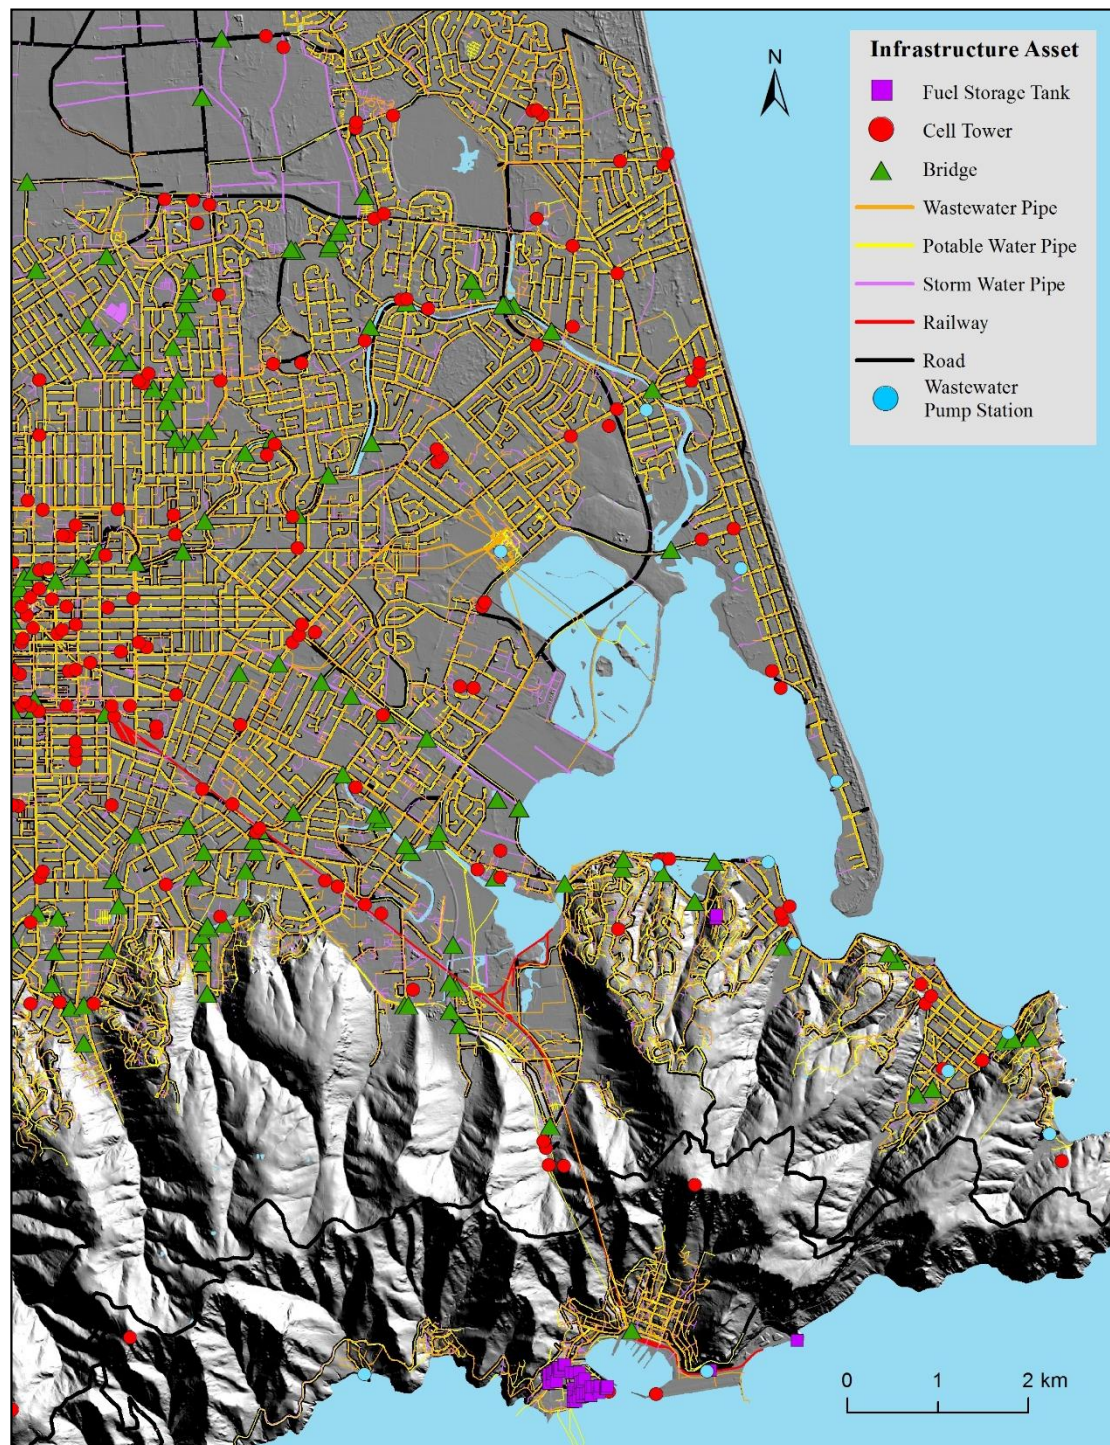 N
Infrastructure Asset
Fuel Storage Tank
Cell Tower
Bridge
Wastewater Pipe
Potable Water Pipe
Storm Water Pipe
Railway
Road
Wastewater
Pump Station
0 1 2 km